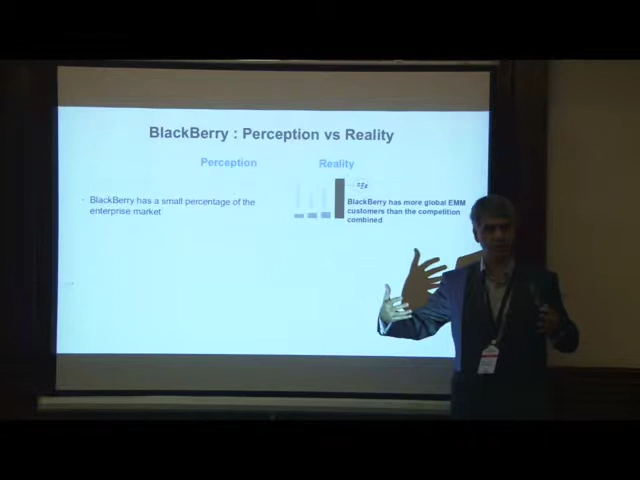 BlackBerry : Perception vs Reality
Perception
Reality
BlackBerry has a small percentage of the
enterprise market
BlackBerry has more global EMM
customers than the competition
combined